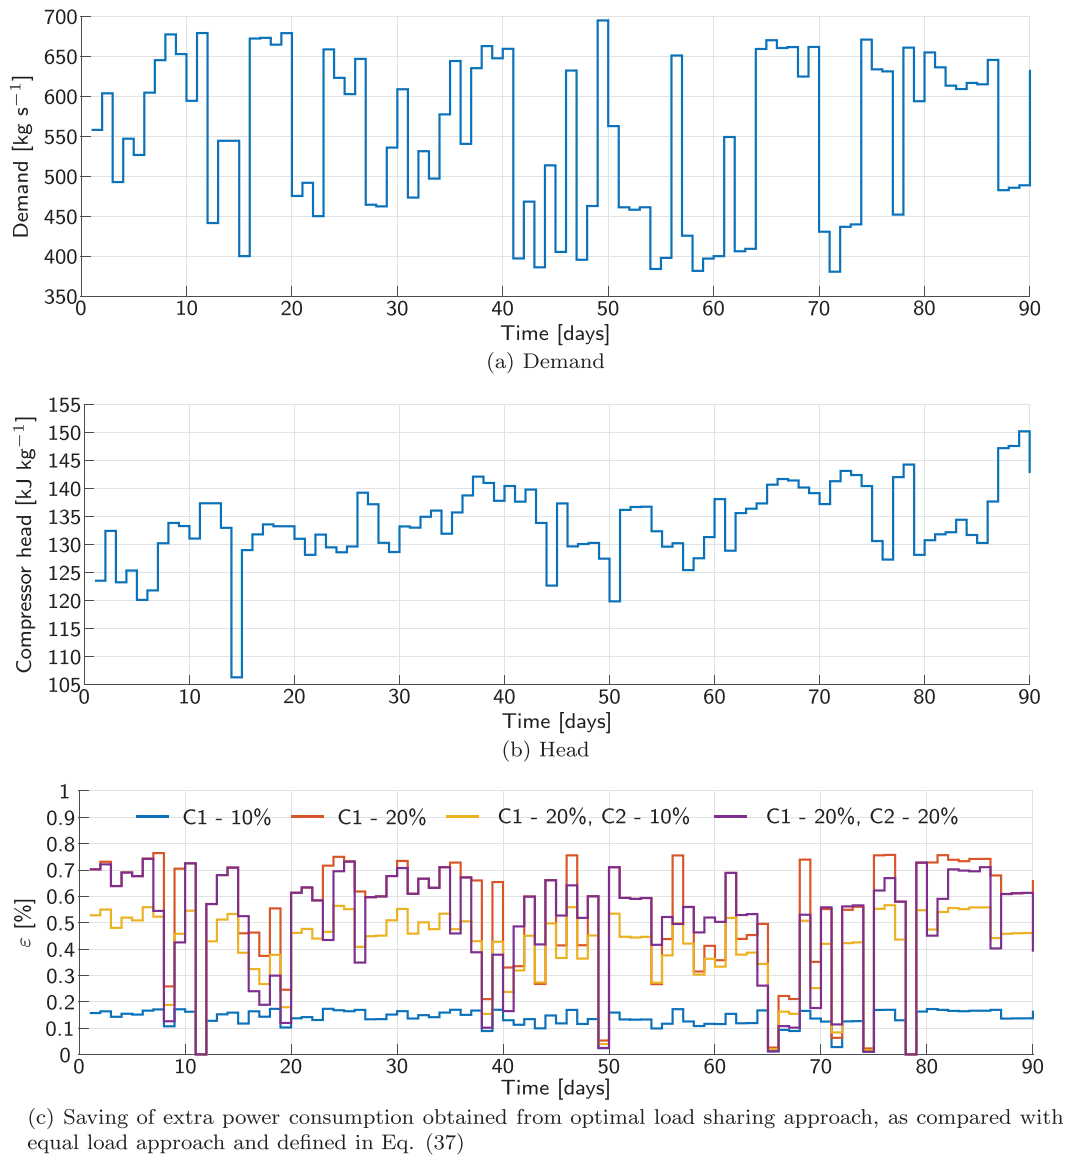 700
650
600
550
500
450
400
350
Demand [kg s⁻¹]
0 10 20 30 40 50 60 70 80 90
Time [days]
(a) Demand
155
150
145
140
135
130
125
120
115
110
105
Compressor head [kJ kg⁻¹]
0 10 20 30 40 50 60 70 80 90
Time [days]
(b) Head
1
0.9
0.8
0.7
0.6
0.5
0.4
0.3
0.2
0.1
0
ε [%]
C1 - 10% C1 - 20% C1 - 20%, C2 - 10% C1 - 20%, C2 - 20%
0 10 20 30 40 50 60 70 80 90
Time [days]
(c) Saving of extra power consumption obtained from optimal load sharing approach, as compared with
equal load approach and defined in Eq. (37)